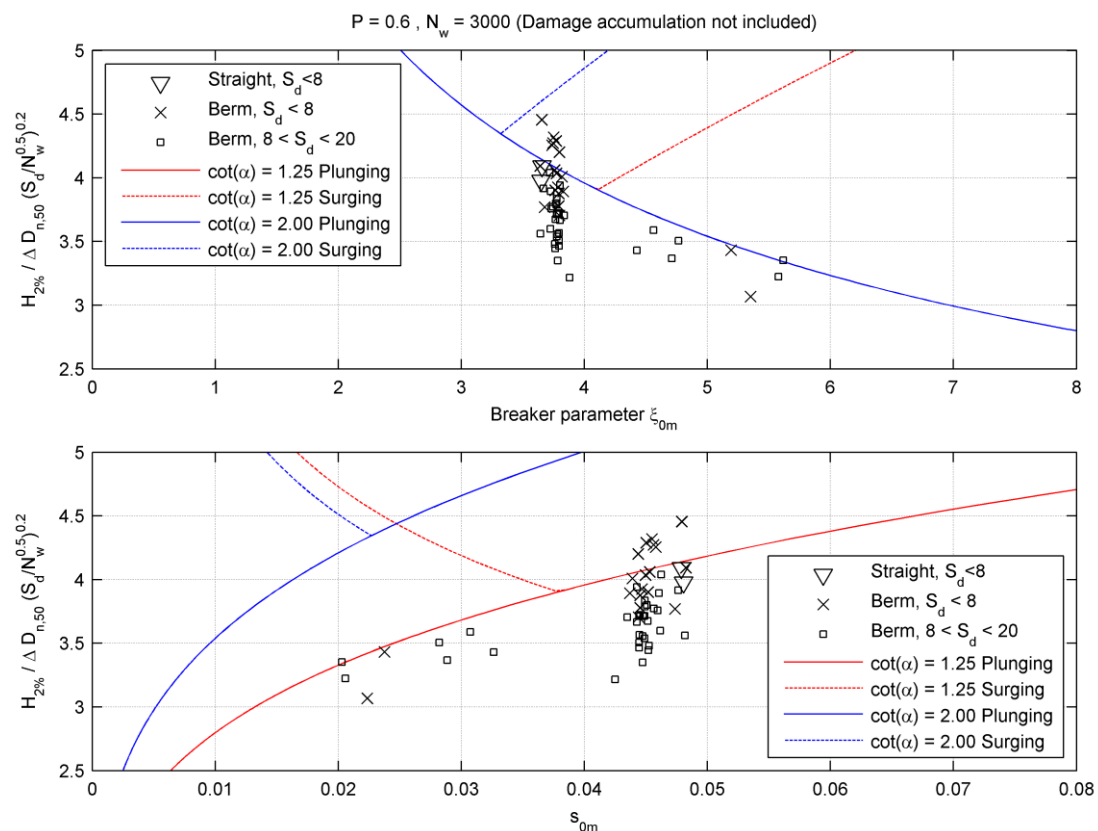 P = 0.6 , N_w = 3000 (Damage accumulation not included)
H_2% / Δ D_n,50 (S_d/N_w^0.5)^0.2
5
4.5
4
3.5
3
2.5
Straight, S_d<8
Berm, S_d < 8
Berm, 8 < S_d < 20
cot(α) = 1.25 Plunging
cot(α) = 1.25 Surging
cot(α) = 2.00 Plunging
cot(α) = 2.00 Surging
0 1 2 3 4 5 6 7 8
Breaker parameter ξ_0m
H_2% / Δ D_n,50 (S_d/N_w^0.5)^0.2
5
4.5
4
3.5
3
2.5
Straight, S_d<8
Berm, S_d < 8
Berm, 8 < S_d < 20
cot(α) = 1.25 Plunging
cot(α) = 1.25 Surging
cot(α) = 2.00 Plunging
cot(α) = 2.00 Surging
0 0.01 0.02 0.03 0.04 0.05 0.06 0.07 0.08
s_0m